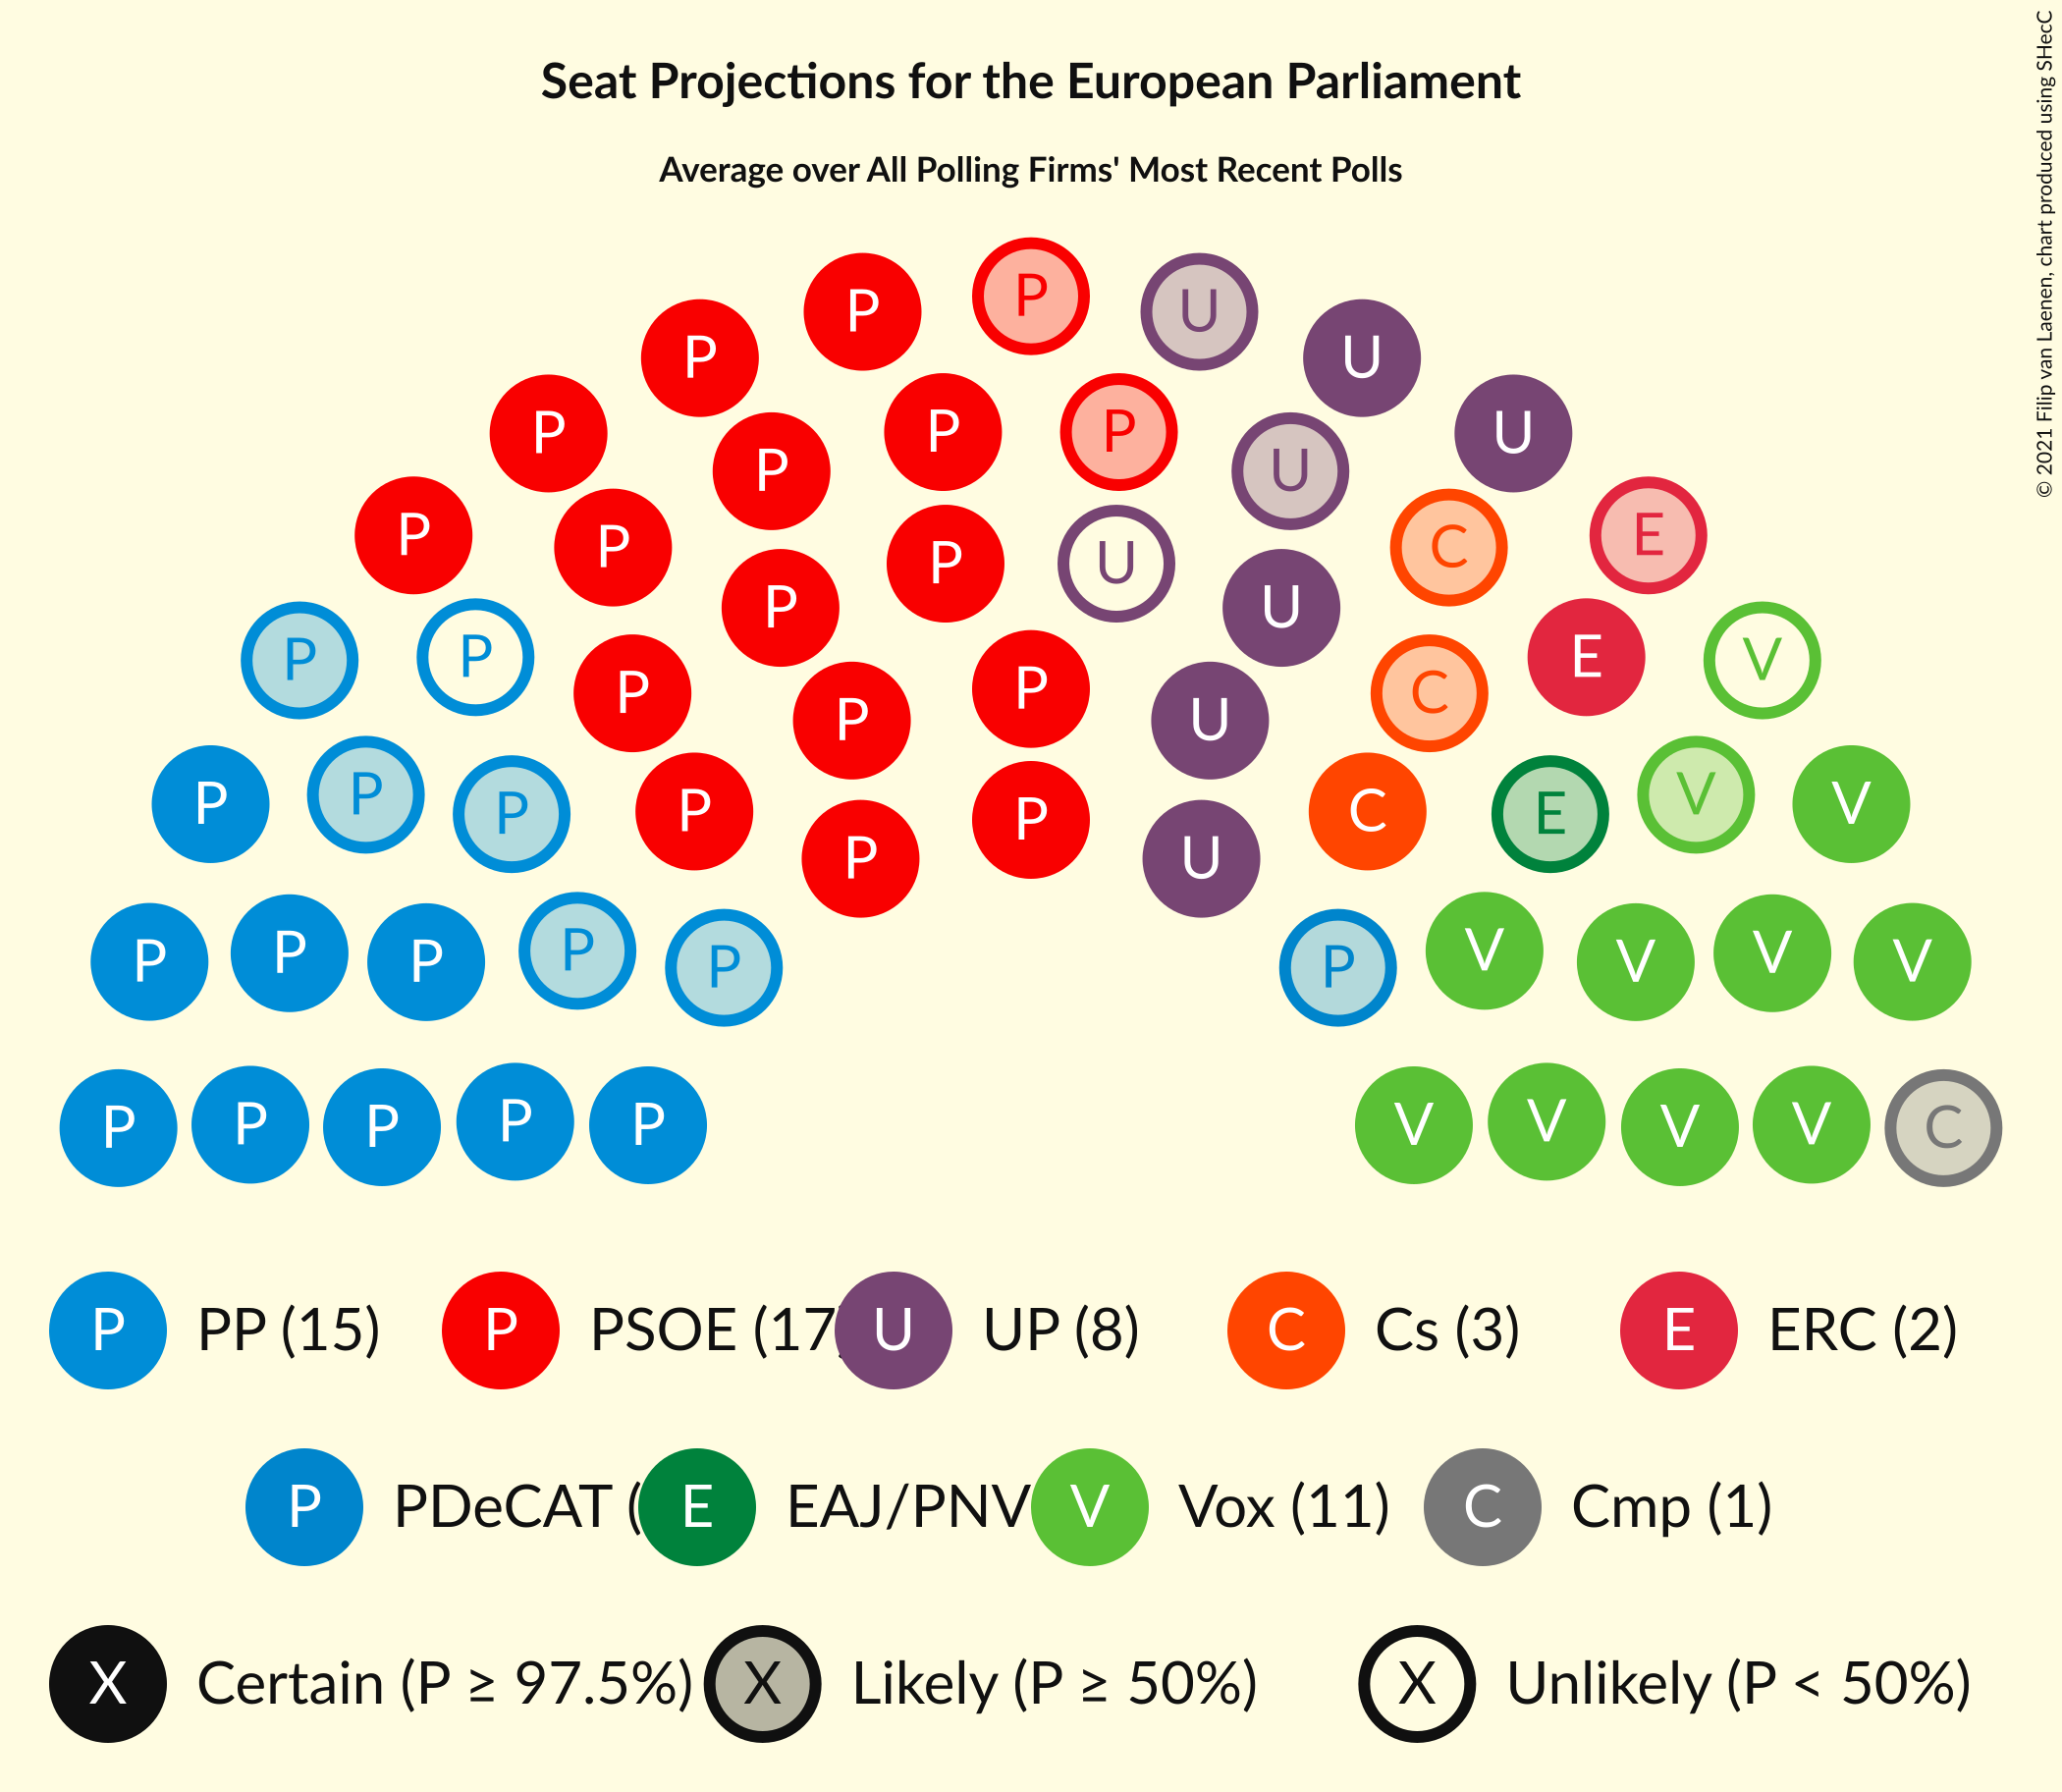 Seat Projections for the European Parliament
Average over All Polling Firms' Most Recent Polls
© 2021 Filip van Laenen, chart produced using SHecC
P
P U
P U
P P P U
P U
P E
P C
P U
P U
P P E V
P P C
P U
P P V V
P P P C E
P U
P P P P P P V V V V
P P P P P V V V V C
P PP (15) P PSOE (17 U UP (8) C Cs (3) E ERC (2)
P PDeCAT ( E EAJ/PNV V Vox (11) C Cmp (1)
X Certain (P ≥ 97.5%) X Likely (P ≥ 50%) X Unlikely (P < 50%)